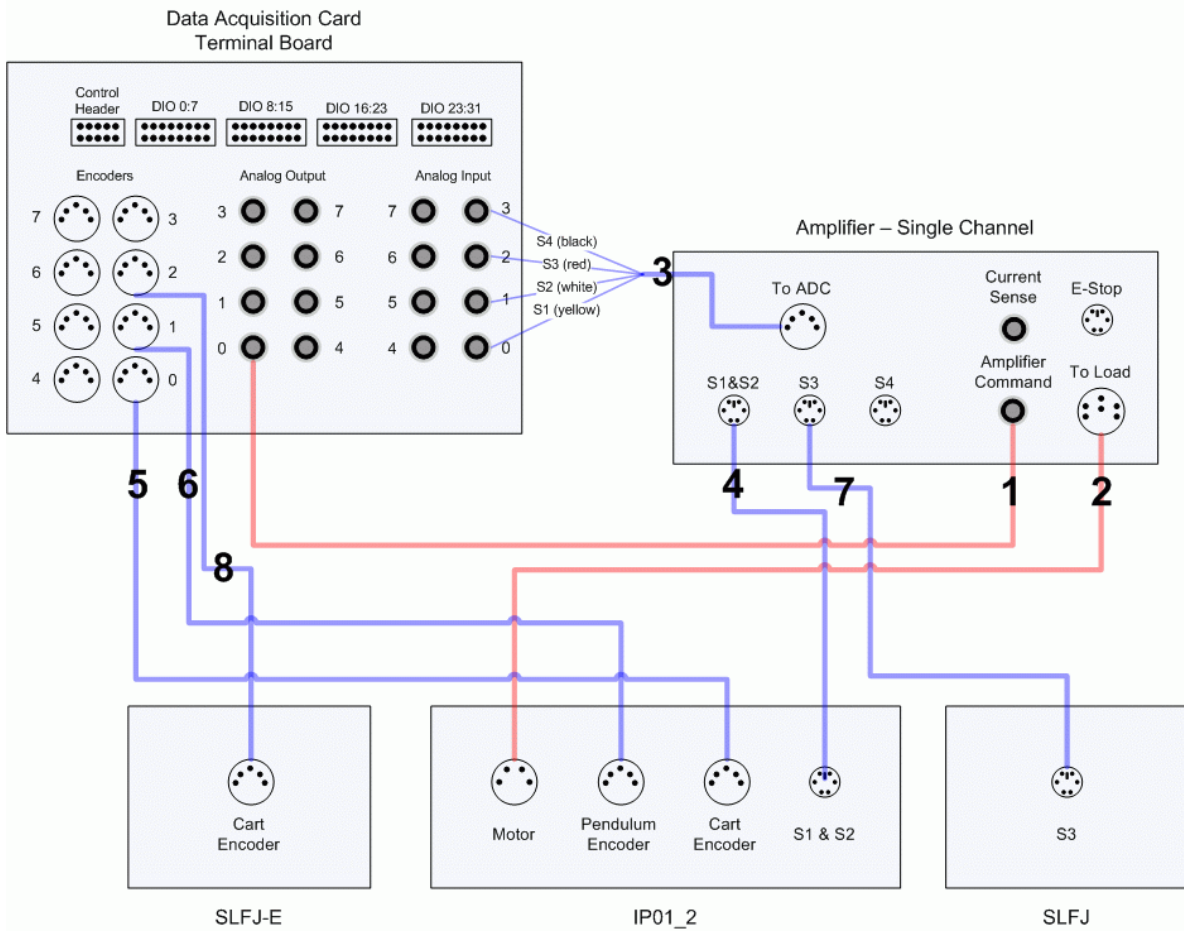 Data Acquisition Card
Terminal Board
Control
Header
DIO 0:7
DIO 8:15
DIO 16:23
DIO 23:31
Encoders
Analog Output
Analog Input
7 3 3 7 7 3
6 2 2 6 6 2
5 1 1 5 5 1
4 0 0 4 4 0
S4 (black)
S3 (red)
S2 (white)
S1 (yellow)
3
Amplifier – Single Channel
To ADC
Current
Sense
E-Stop
Amplifier
Command
To Load
S1&S2
S3
S4
5 6 4 7 1 2
8
Cart
Encoder
Motor
Pendulum
Encoder
Cart
Encoder
S1 & S2
S3
SLFJ-E
IP01_2
SLFJ